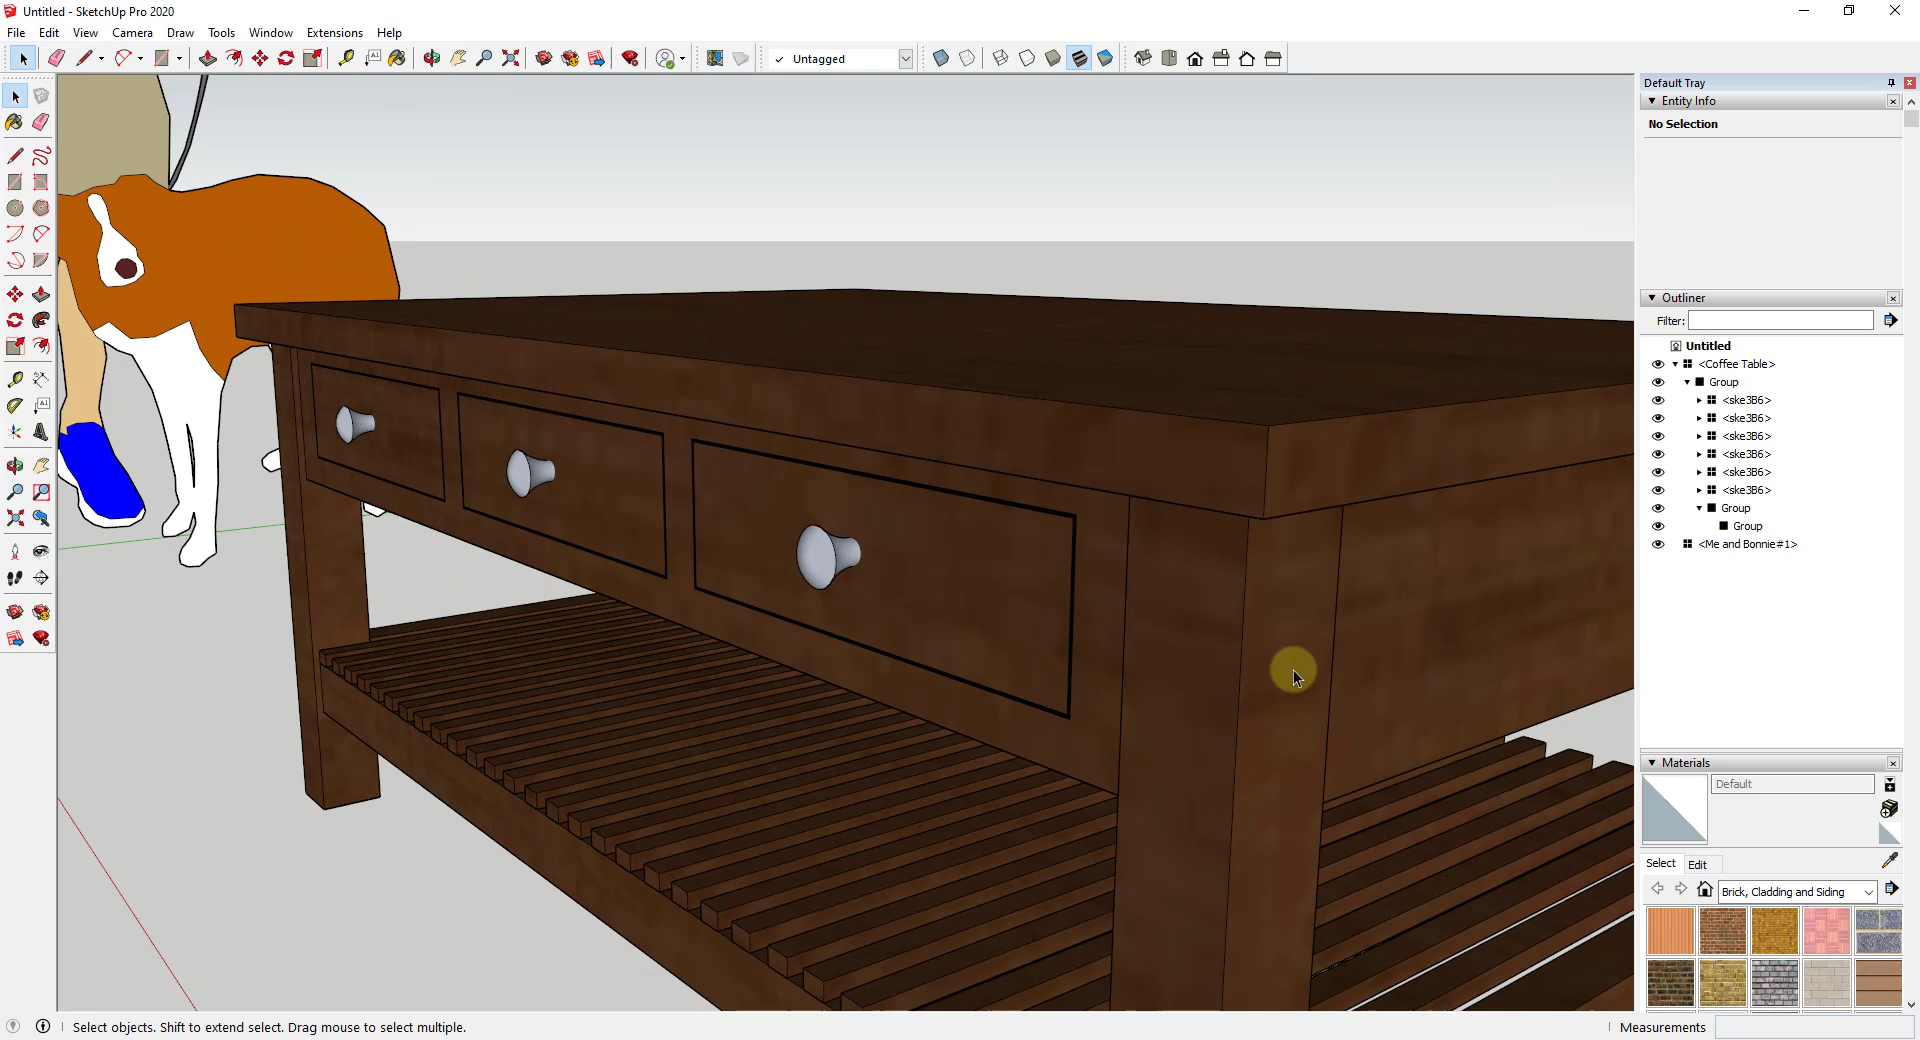 Untitled - SketchUp Pro 2020
File Edit View Camera Draw Tools Window Extensions Help
Untagged
Default Tray
Entity Info
No Selection
Outliner
Filter:
Untitled
<Coffee Table>
Group
<ske3B6>
<ske3B6>
<ske3B6>
<ske3B6>
<ske3B6>
<ske3B6>
Group
Group
<Me and Bonnie#1>
Materials
Default
Select Edit
Brick, Cladding and Siding
Select objects. Shift to extend select. Drag mouse to select multiple.
Measurements